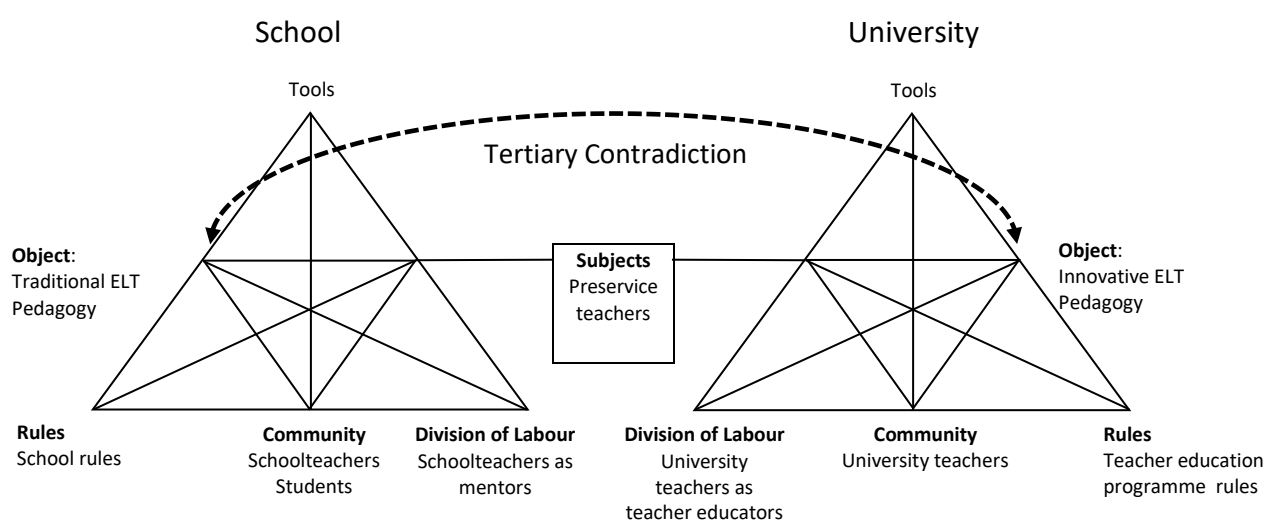 School
University
Tools
Tools
Tertiary Contradiction
Object:
Traditional ELT
Pedagogy
Subjects
Preservice
teachers
Object:
Innovative ELT
Pedagogy
Rules
School rules
Community
Schoolteachers
Students
Division of Labour
Schoolteachers as
mentors
Division of Labour
University
teachers as
teacher educators
Community
University teachers
Rules
Teacher education
programme rules